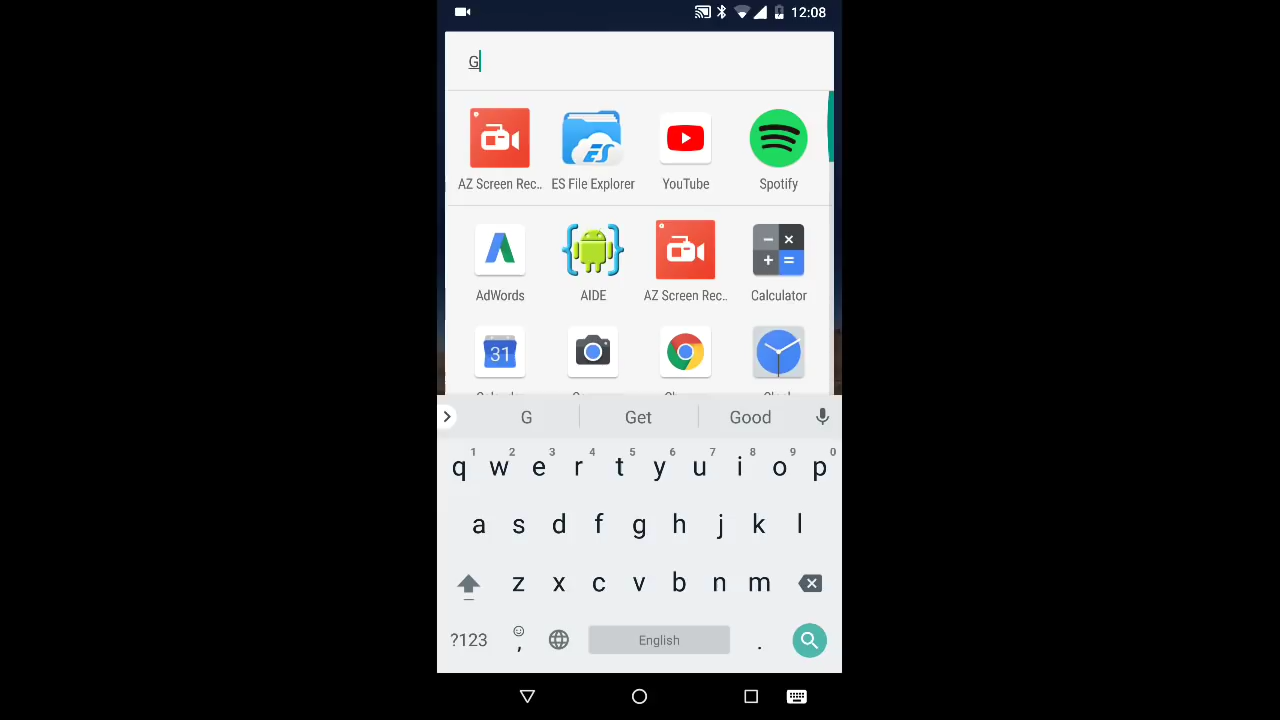 12:08
G
AZ Screen Rec.. ES File Explorer YouTube Spotify
AdWords AIDE AZ Screen Rec.. Calculator
31
G Get Good
1 2 3 4 5 6 7 8 9 0
q w e r t y u i o p
a s d f g h j k l
z x c v b n m
?123 , English .